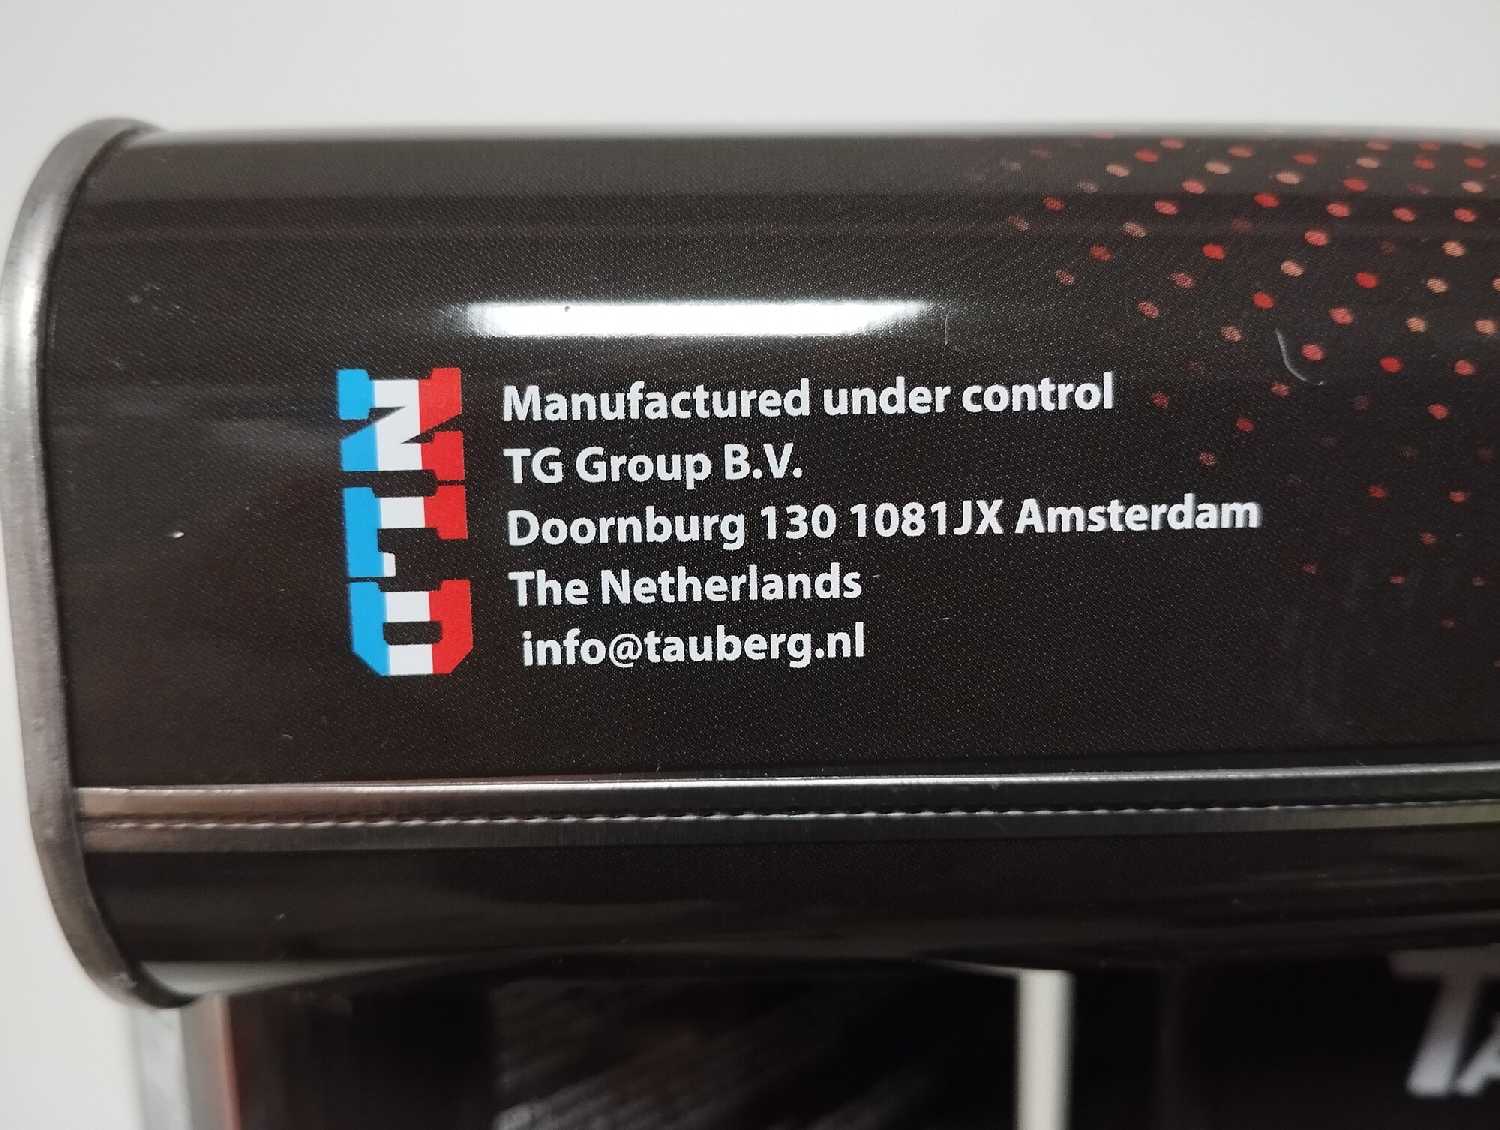 NLD
Manufactured under control
TG Group B.V.
Doornburg 130 1081JX Amsterdam
The Netherlands
info@tauberg.nl